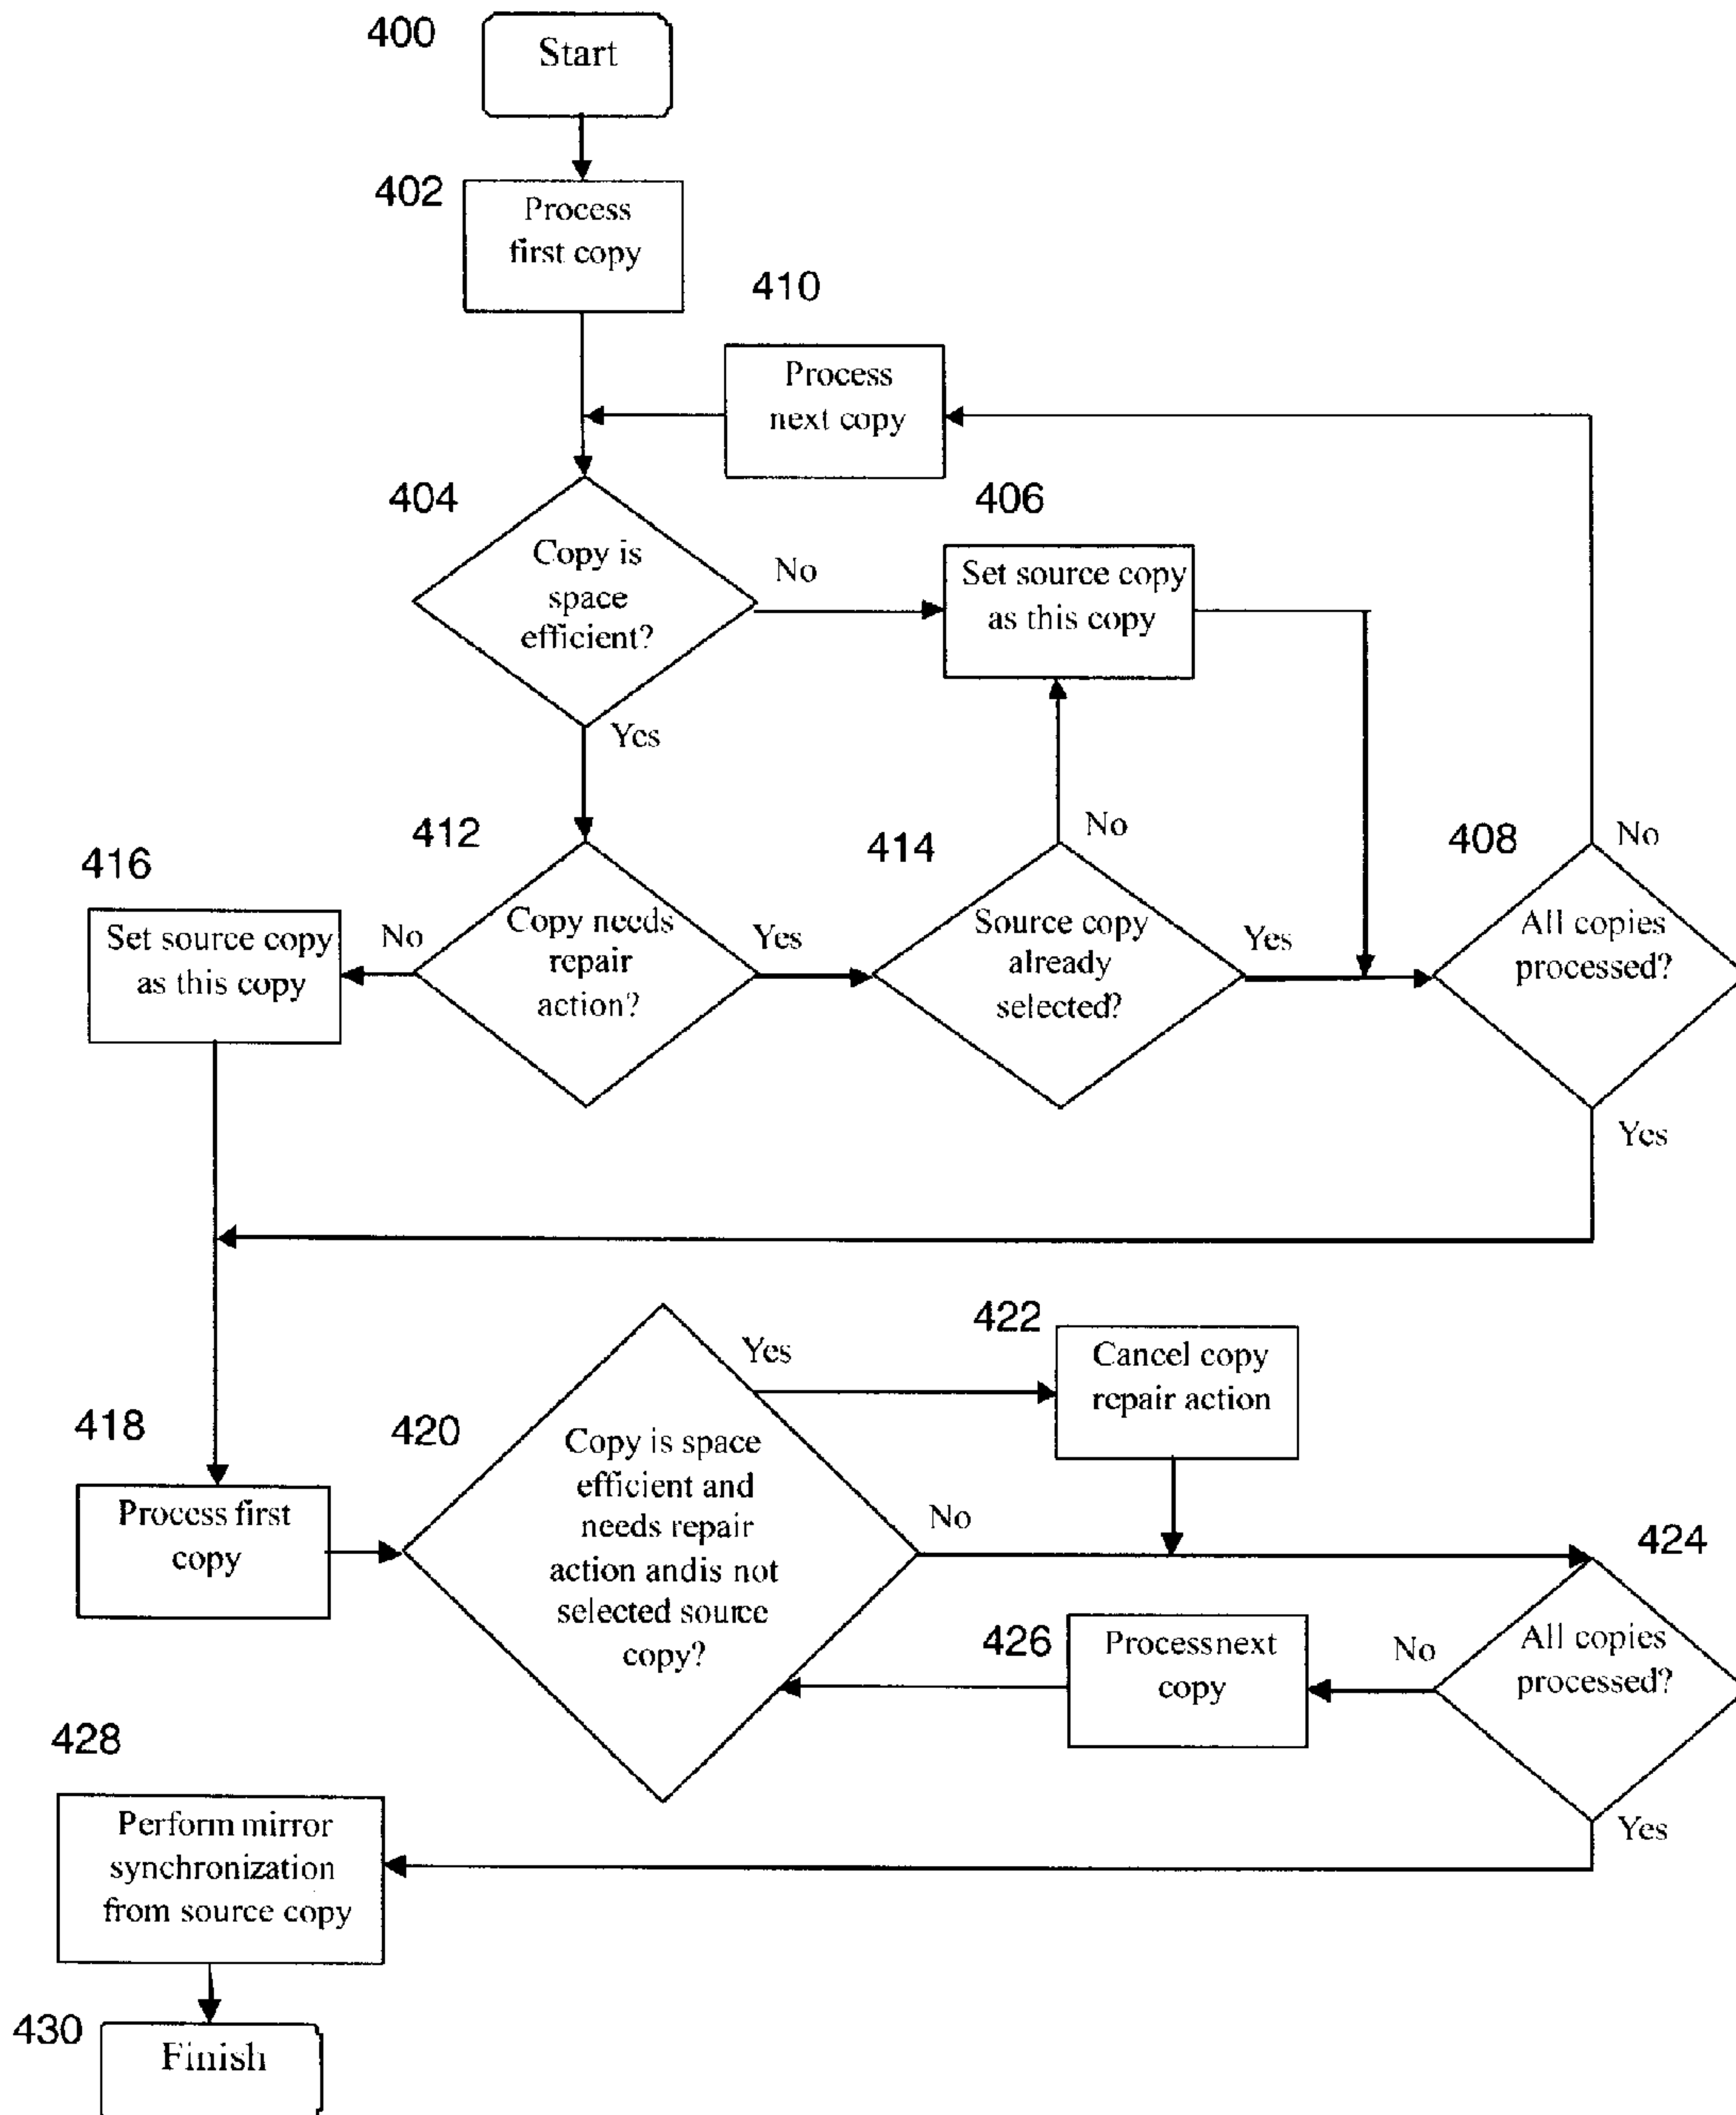 400
Start
402
Process
first copy
410
Process
next copy
404
Copy is
space
efficient?
No
Yes
406
Set source copy
as this copy
412
Copy needs
repair
action?
No
Yes
414
Source copy
already
selected?
No
Yes
408
All copies
processed?
No
Yes
416
Set source copy
as this copy
418
Process first
copy
420
Copy is space
efficient and
needs repair
action andis not
selected source
copy?
Yes
No
422
Cancel copy
repair action
424
All copies
processed?
No
Yes
426
Processnext
copy
428
Perform mirror
synchronization
from source copy
430
Finish